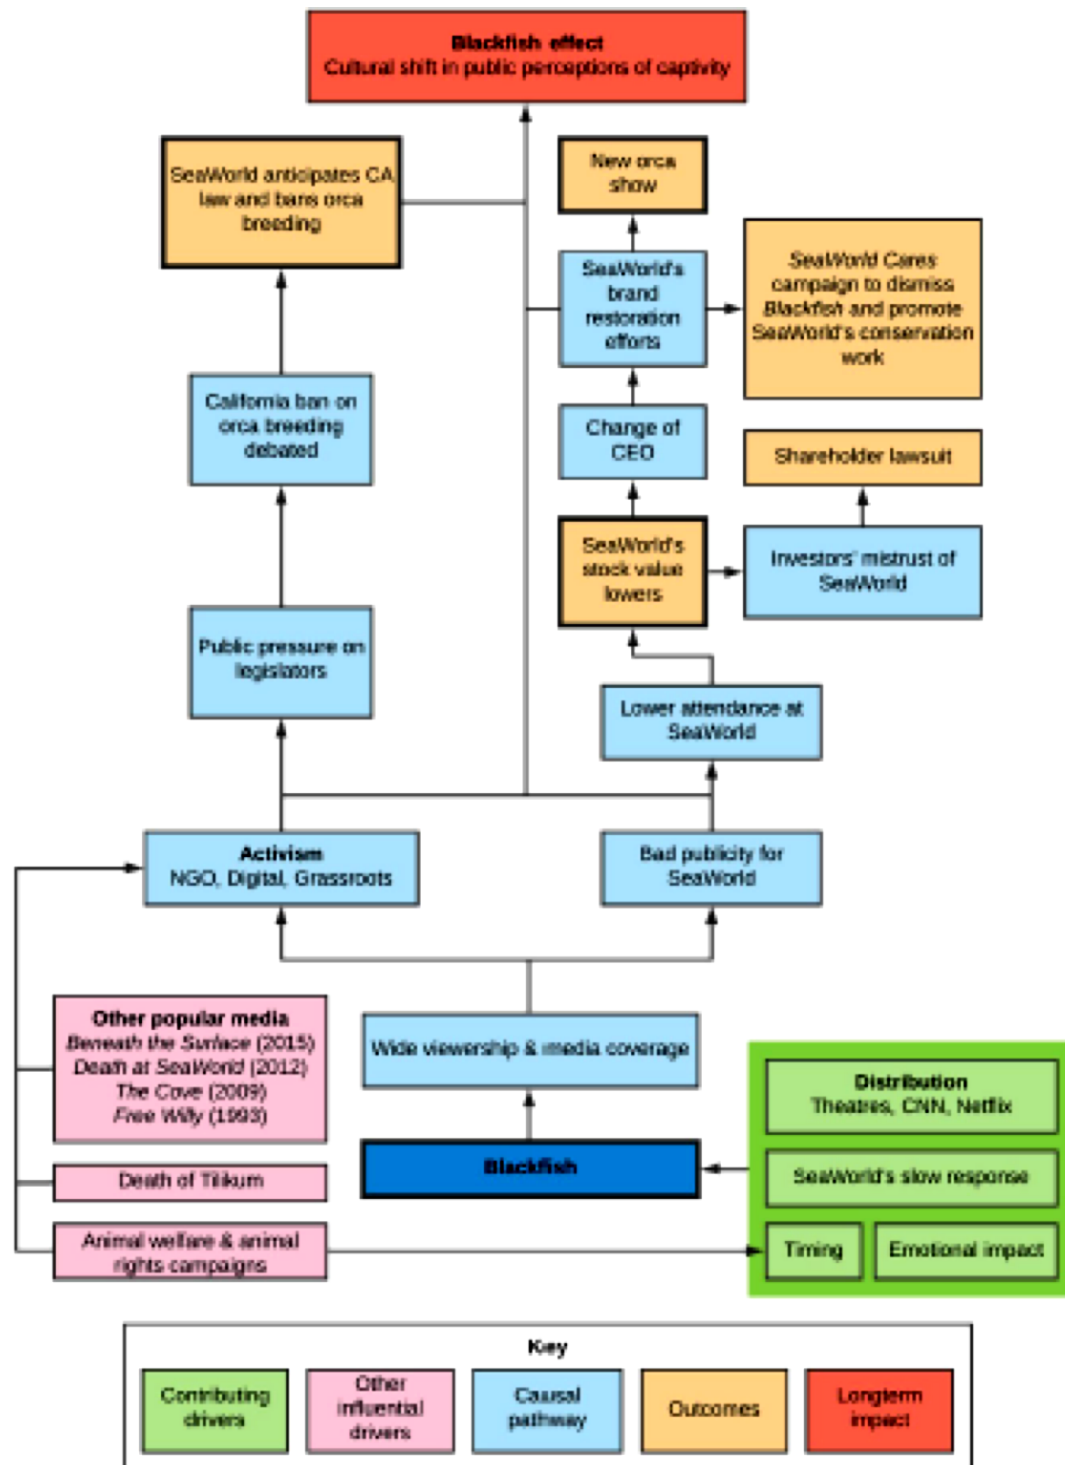 Blackfish effect
Cultural shift in public perceptions of captivity
SeaWorld anticipates CA
law and bans orca
breeding
New orca
show
SeaWorld's
brand
restoration
efforts
SeaWorld Cares
campaign to dismiss
Blackfish and promote
SeaWorld's conservation
work
California ban on
orca breeding
debated
Change of
CEO
Shareholder lawsuit
SeaWorld's
stock value
lowers
Investors' mistrust of
SeaWorld
Public pressure on
legislators
Lower attendance at
SeaWorld
Activism
NGO, Digital, Grassroots
Bad publicity for
SeaWorld
Other popular media
Beneath the Surface (2015)
Death at SeaWorld (2012)
The Cove (2009)
Free Willy (1993)
Wide viewership & media coverage
Distribution
Theatres, CNN, Netflix
Blackfish
SeaWorld's slow response
Death of Tilikum
Animal welfare & animal
rights campaigns
Timing
Emotional impact
Key
Contributing
drivers
Other
influential
drivers
Causal
pathway
Outcomes
Longterm
impact